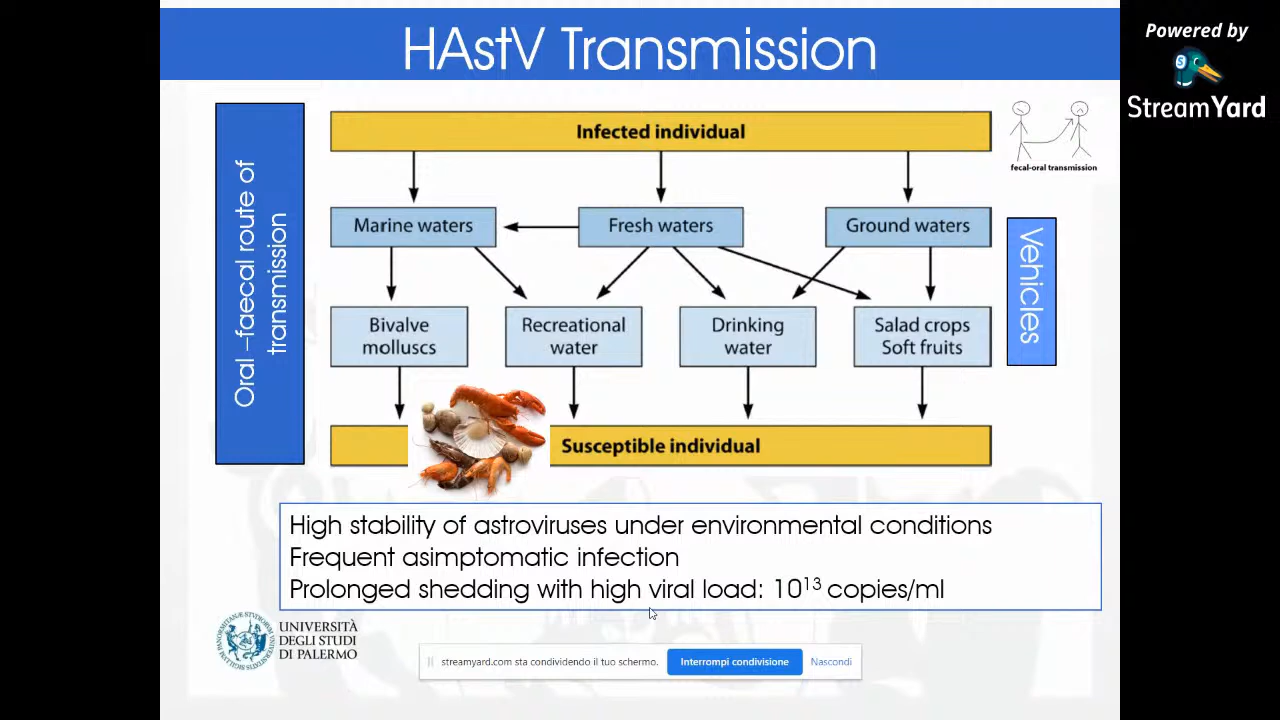 HAstV Transmission
Powered by
StreamYard
Oral –faecal route of
transmission
Infected individual
fecal-oral transmission
Marine waters
Fresh waters
Ground waters
Vehicles
Bivalve
molluscs
Recreational
water
Drinking
water
Salad crops
Soft fruits
Susceptible individual
High stability of astroviruses under environmental conditions
Frequent asimptomatic infection
Prolonged shedding with high viral load: 10¹³ copies/ml
UNIVERSITÀ
DEGLI STUDI
DI PALERMO
streamyard.com sta condividendo il tuo schermo.
Interrompi condivisione
Nascondi